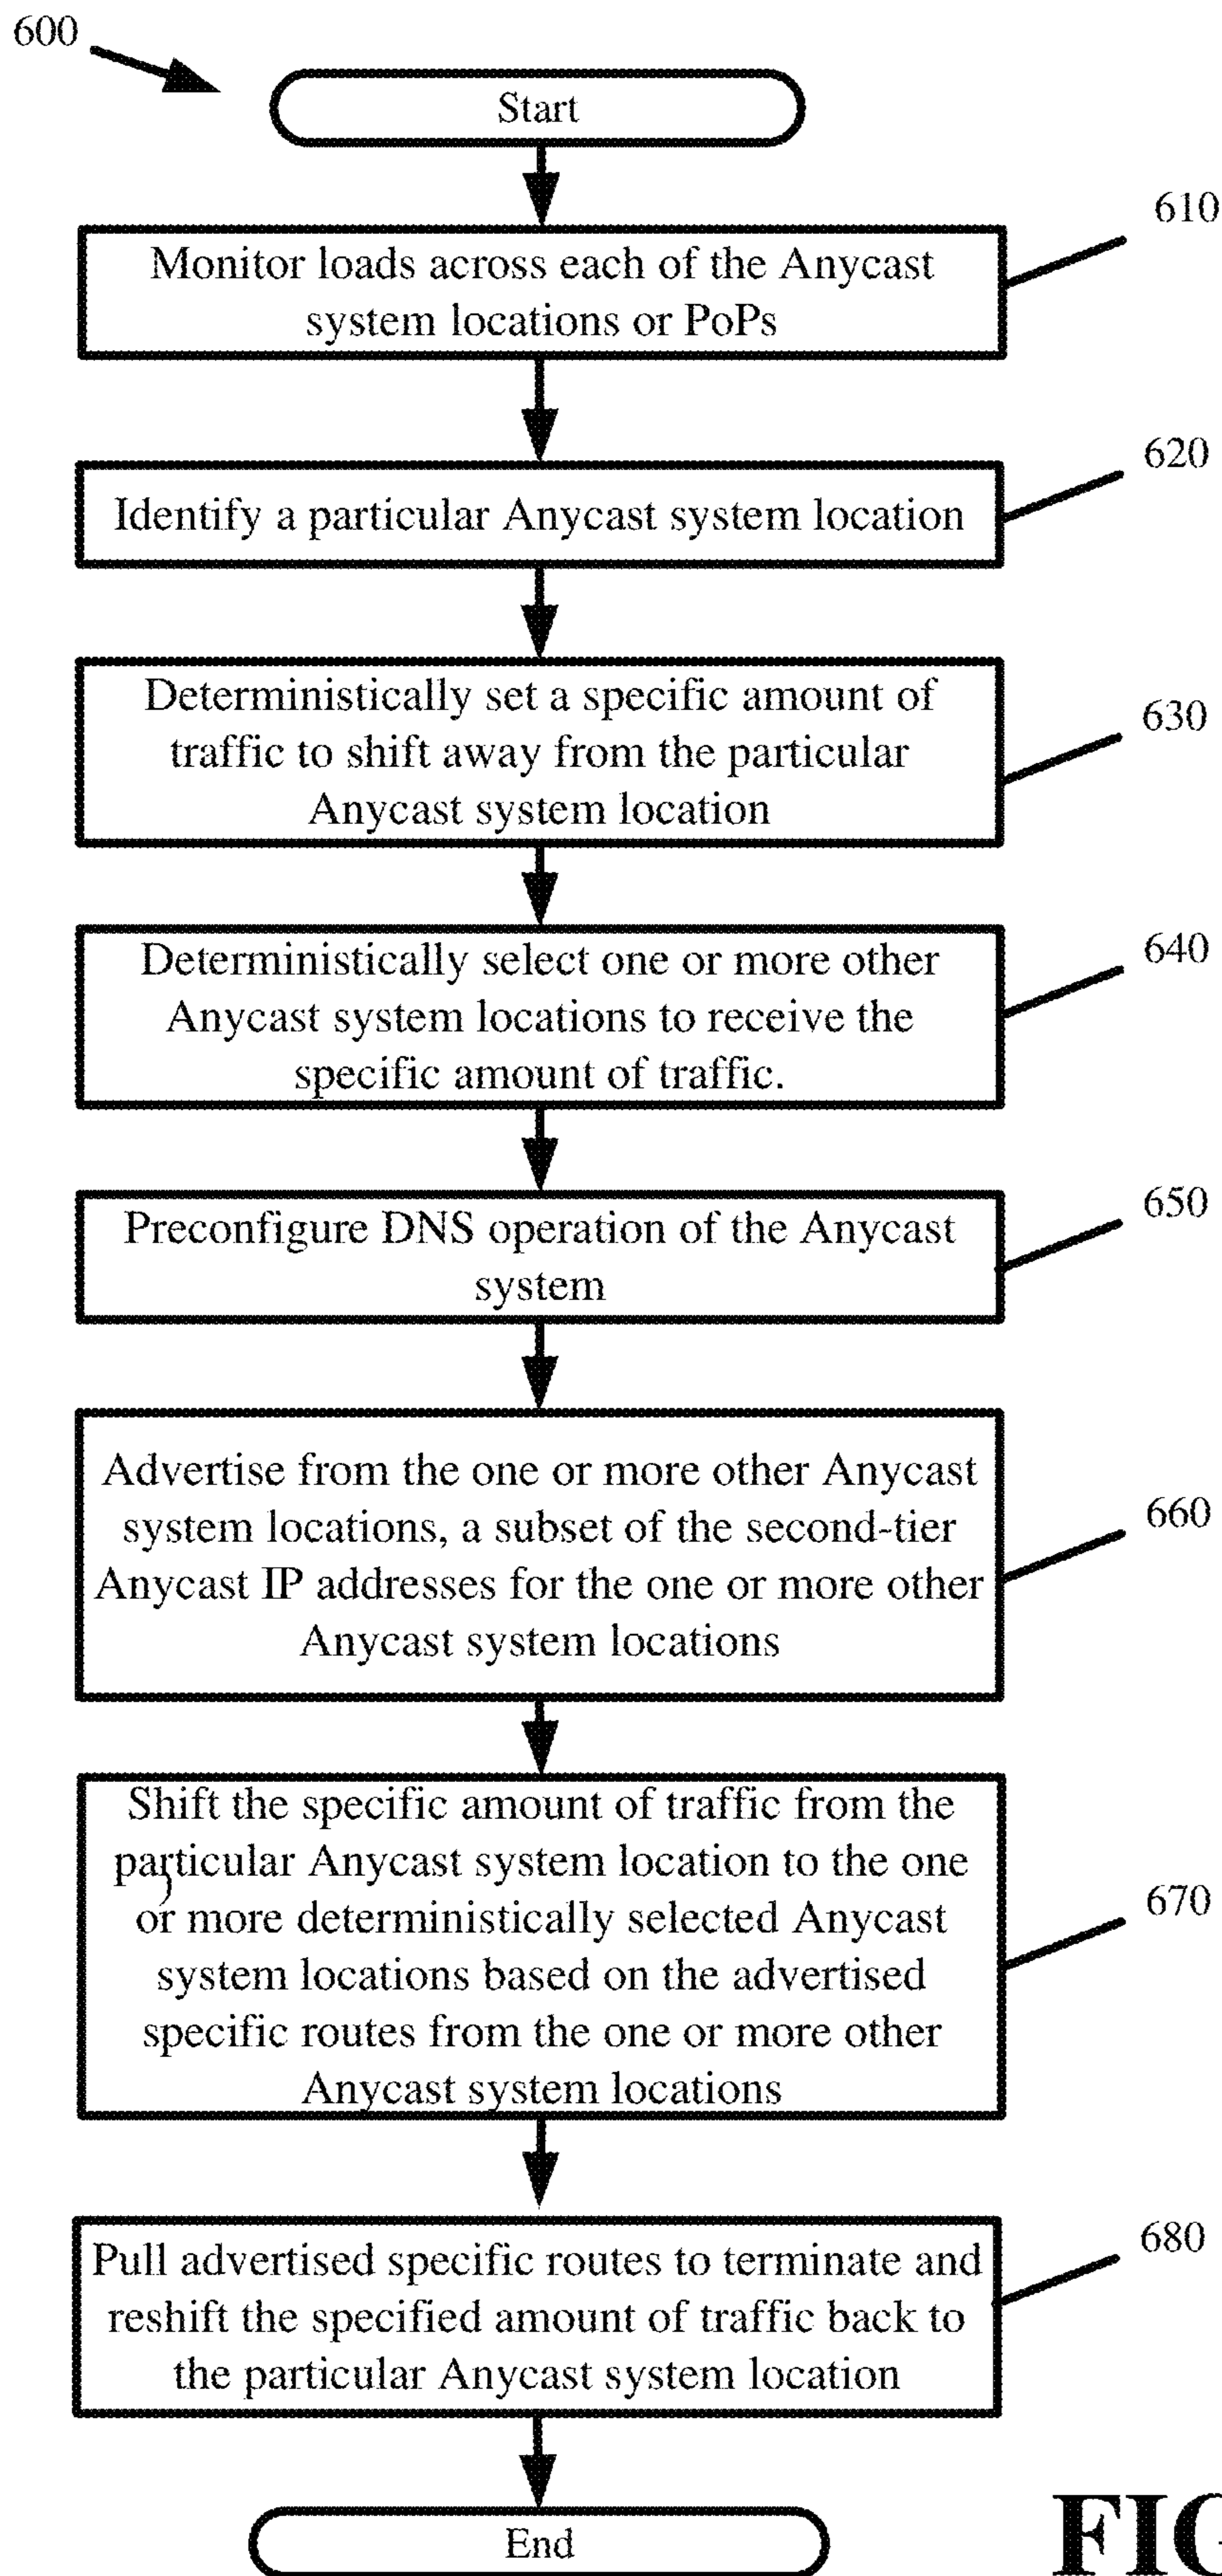 600
Start
610
Monitor loads across each of the Anycast
system locations or PoPs
620
Identify a particular Anycast system location
630
Deterministically set a specific amount of
traffic to shift away from the particular
Anycast system location
640
Deterministically select one or more other
Anycast system locations to receive the
specific amount of traffic.
650
Preconfigure DNS operation of the Anycast
system
660
Advertise from the one or more other Anycast
system locations, a subset of the second-tier
Anycast IP addresses for the one or more other
Anycast system locations
670
Shift the specific amount of traffic from the
particular Anycast system location to the one
or more deterministically selected Anycast
system locations based on the advertised
specific routes from the one or more other
Anycast system locations
680
Pull advertised specific routes to terminate and
reshift the specified amount of traffic back to
the particular Anycast system location
End